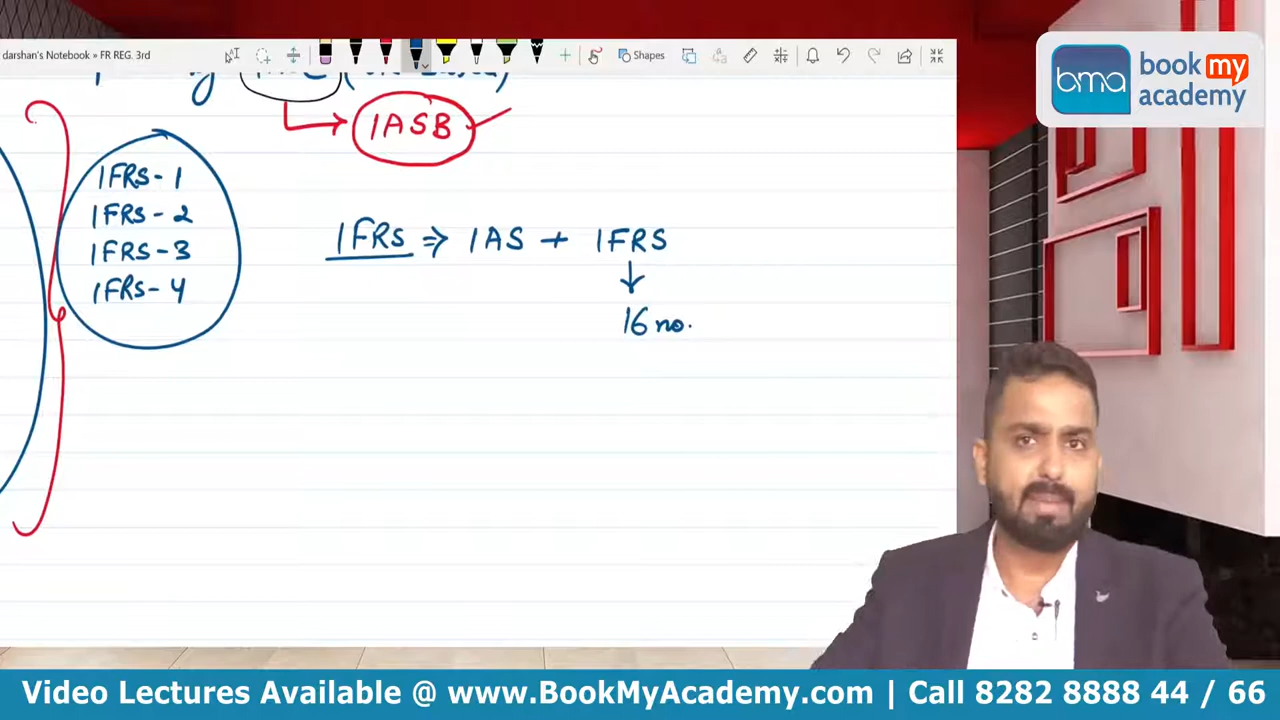 darshan's Notebook » FR REG. 3rd
Shapes
book my
academy
bma
IASB
IFRS-1
IFRS-2
IFRS-3
IFRS-4
IFRS ⇒ IAS + IFRS
↓
16 no.
Video Lectures Available @ www.BookMyAcademy.com | Call 8282 8888 44 / 66